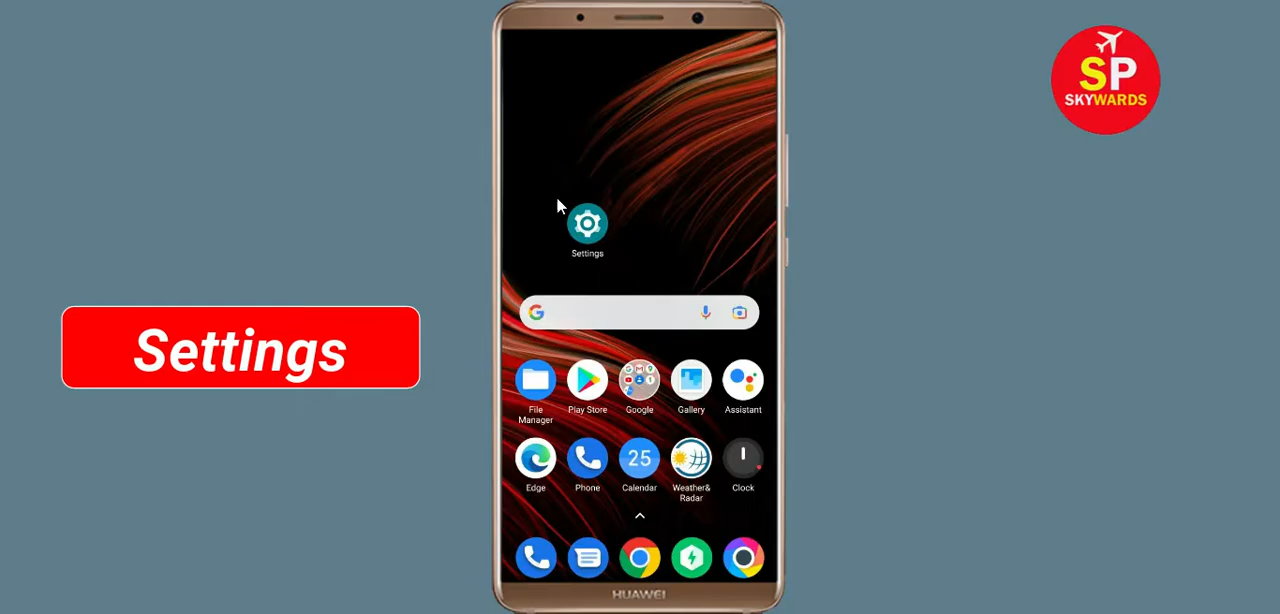 SP
SKYWARDS
Settings
Settings
File
Manager
Play Store
Google
Gallery
Assistant
Edge
Phone
25
Calendar
Weather&
Radar
Clock
HUAWEI